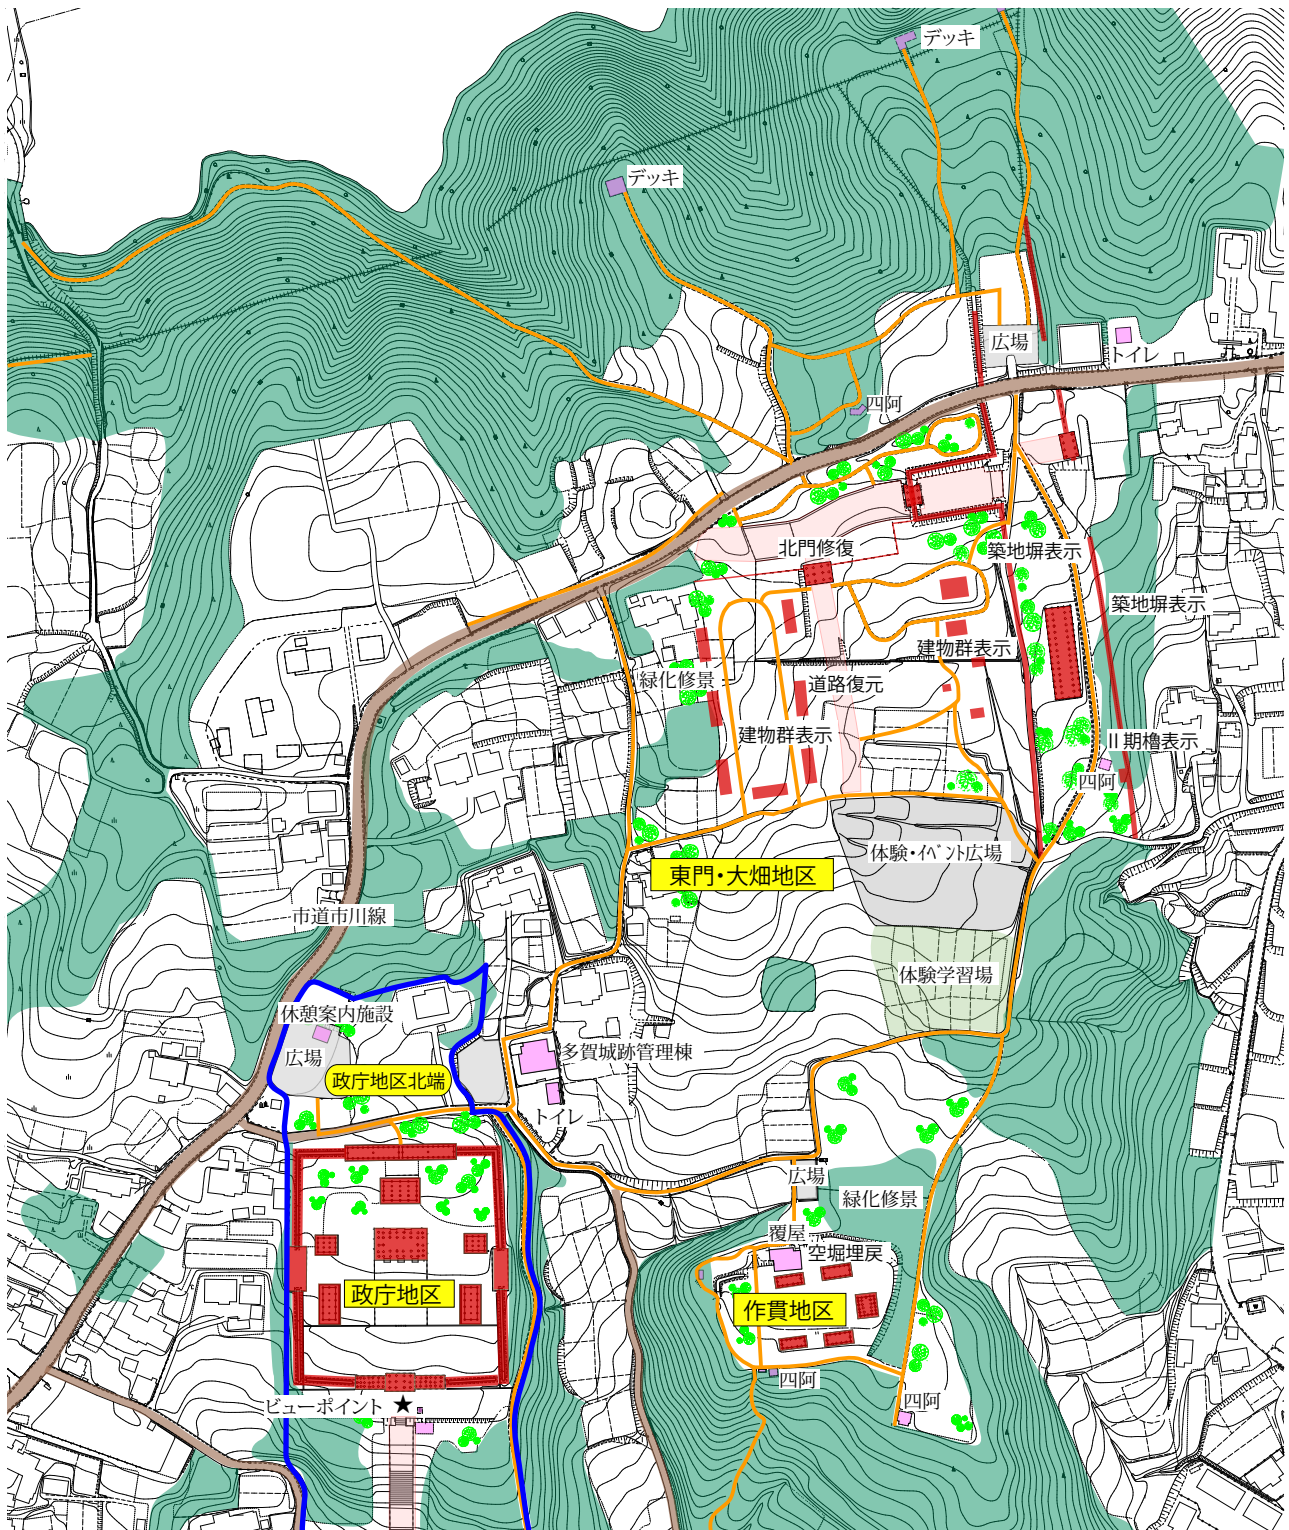 デッキ
デッキ
広場
トイレ
四阿
北門修復
築地塀表示
築地塀表示
建物群表示
緑化修景
道路復元
建物群表示
Ⅱ期櫓表示
四阿
体験・イベント広場
東門・大畑地区
市道市川線
体験学習場
休憩案内施設
広場
多賀城跡管理棟
政庁地区北端
トイレ
広場
緑化修景
覆屋
空堀埋戻
政庁地区
作貫地区
四阿
四阿
ビューポイント ★